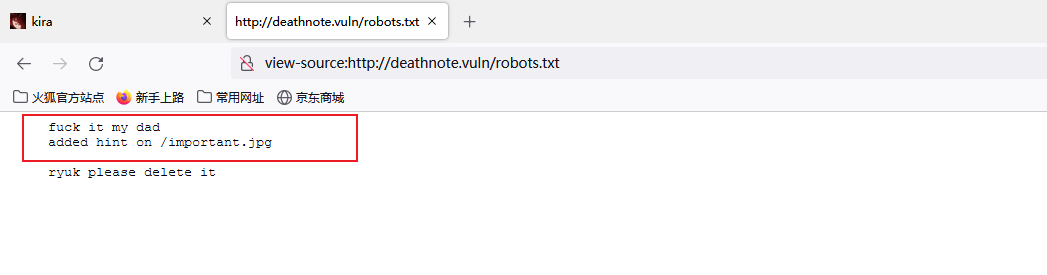 kira
http://deathnote.vuln/robots.txt
view-source:http://deathnote.vuln/robots.txt
火狐官方站点 新手上路 常用网址 京东商城
fuck it my dad
added hint on /important.jpg
ryuk please delete it